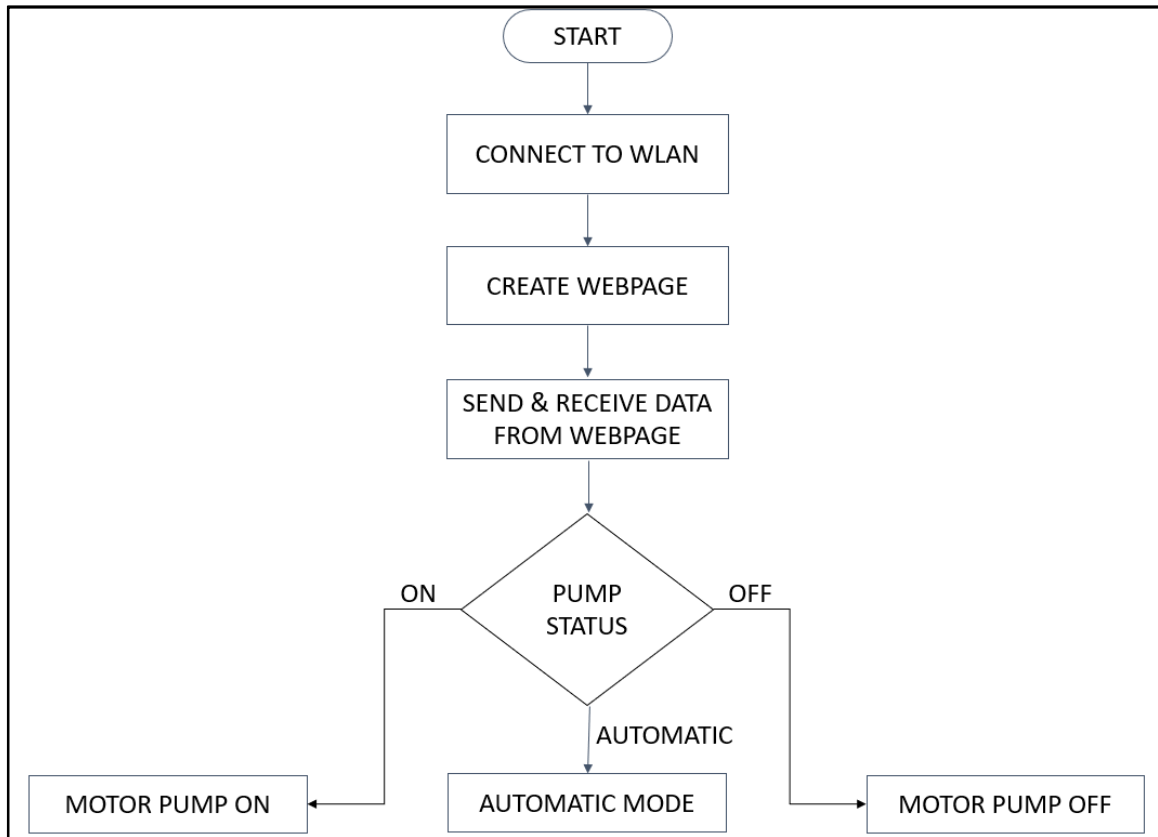 START
CONNECT TO WLAN
CREATE WEBPAGE
SEND & RECEIVE DATA
FROM WEBPAGE
ON
PUMP
STATUS
OFF
AUTOMATIC
MOTOR PUMP ON
AUTOMATIC MODE
MOTOR PUMP OFF